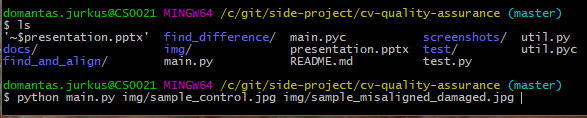 domantas.jurkus@CS0021 MINGW64 /c/git/side-project/cv-quality-assurance (master)
$ ls
'~$presentation.pptx' find_difference/ main.pyc screenshots/ util.py
docs/ img/ presentation.pptx test/ util.pyc
find_and_align/ main.py README.md test.py
domantas.jurkus@CS0021 MINGW64 /c/git/side-project/cv-quality-assurance (master)
$ python main.py img/sample_control.jpg img/sample_misaligned_damaged.jpg